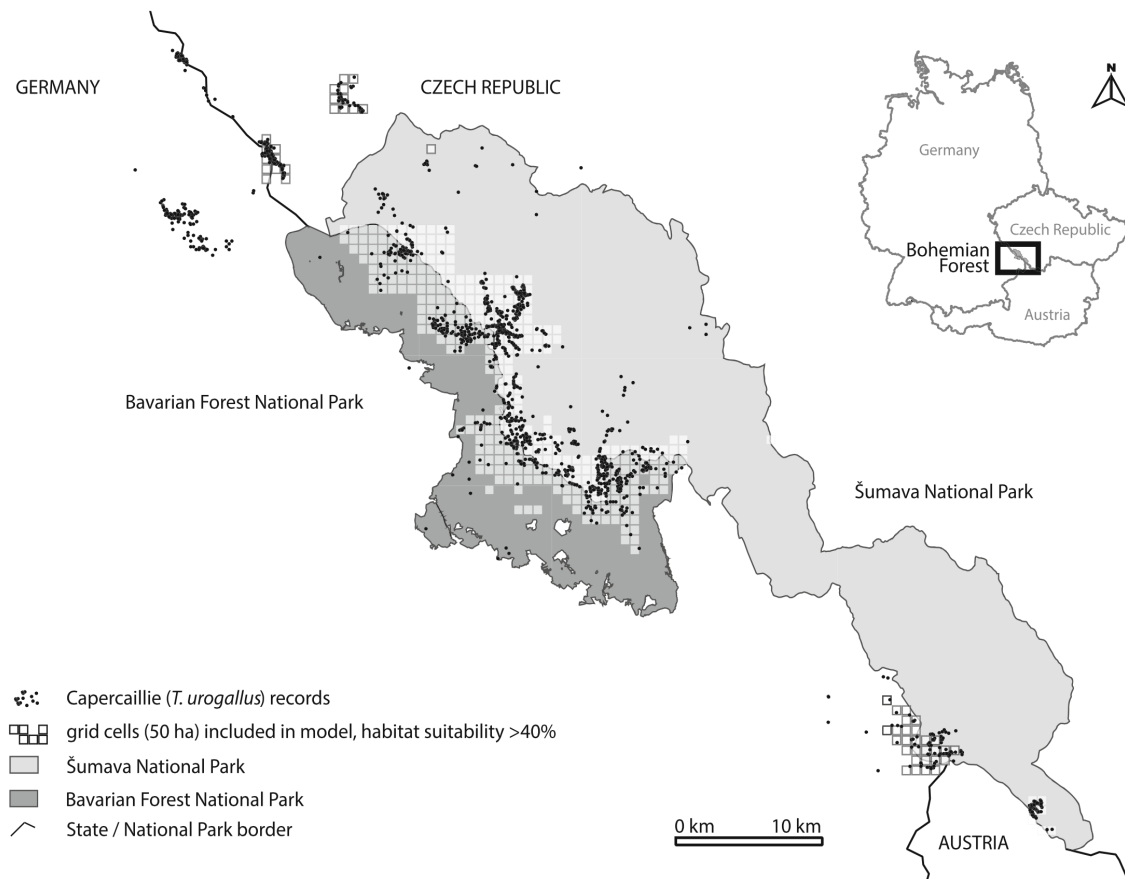 GERMANY
CZECH REPUBLIC
N
Germany
Czech Republic
Bohemian
Forest
Austria
Bavarian Forest National Park
Šumava National Park
Capercaillie (T. urogallus) records
grid cells (50 ha) included in model, habitat suitability >40%
Šumava National Park
Bavarian Forest National Park
State / National Park border
0 km 10 km
AUSTRIA